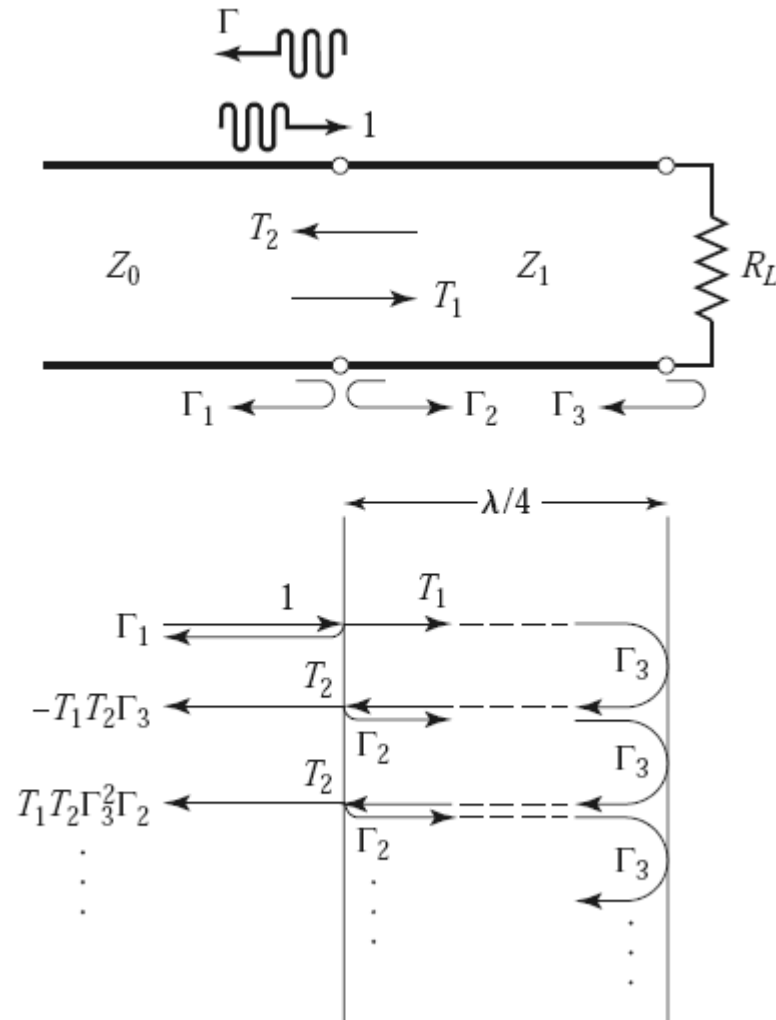 Γ
1
T₂
Z₀ Z₁ R_L
T₁
Γ₁ Γ₂ Γ₃
λ/4
1 T₁
Γ₁
Γ₃
T₂
−T₁T₂Γ₃
Γ₂
Γ₃
T₂
T₁T₂Γ₃²Γ₂
Γ₂
Γ₃